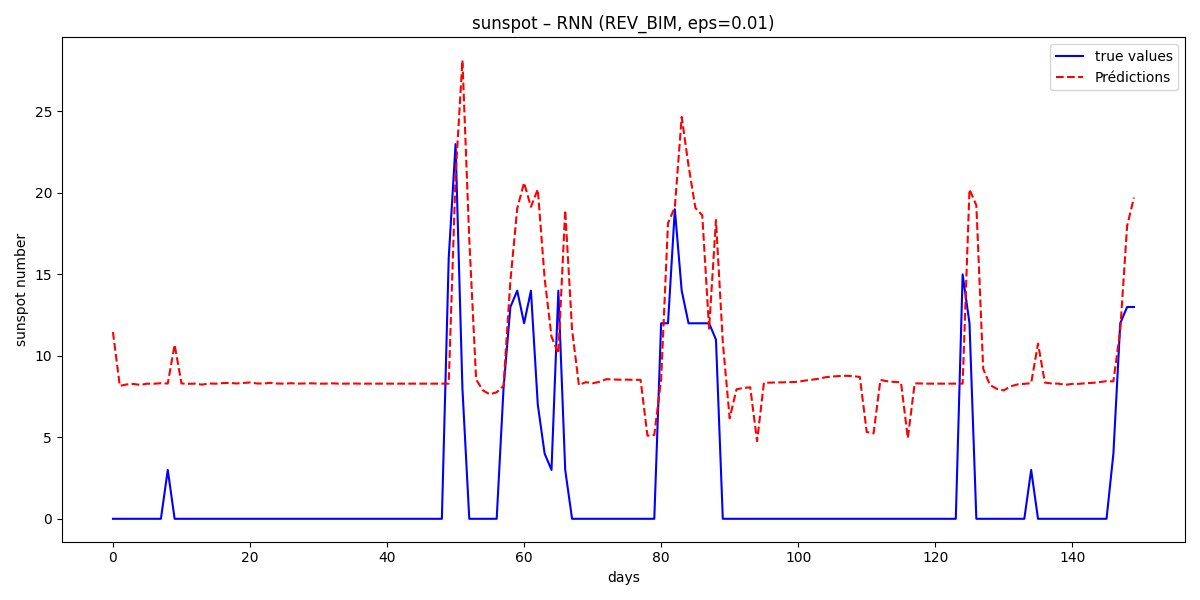 sunspot – RNN (REV_BIM, eps=0.01)
true values
Prédictions
sunspot number
25
20
15
10
5
0
0 20 40 60 80 100 120 140
days